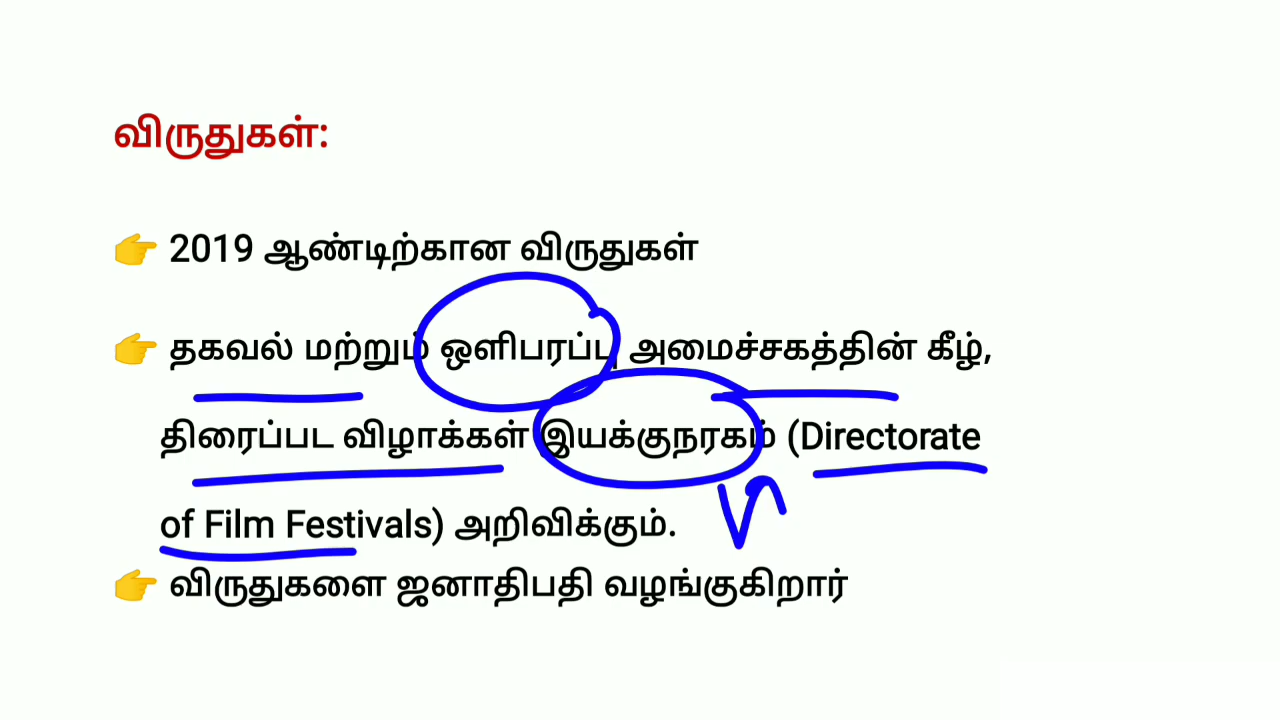 விருதுகள்:
👉 2019 ஆண்டிற்கான விருதுகள்
👉 தகவல் மற்றும் ஒளிபரப்பு அமைச்சகத்தின் கீழ்,
திரைப்பட விழாக்கள் இயக்குநரகம் (Directorate
of Film Festivals) அறிவிக்கும்.
👉 விருதுகளை ஜனாதிபதி வழங்குகிறார்